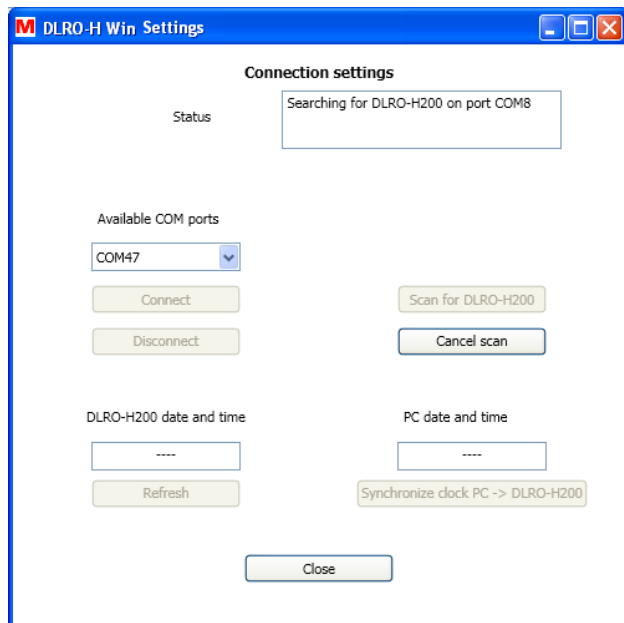 M DLRO-H Win Settings
Connection settings
Status
Searching for DLRO-H200 on port COM8
Available COM ports
COM47
Connect
Scan for DLRO-H200
Disconnect
Cancel scan
DLRO-H200 date and time
PC date and time
----
----
Refresh
Synchronize clock PC -> DLRO-H200
Close